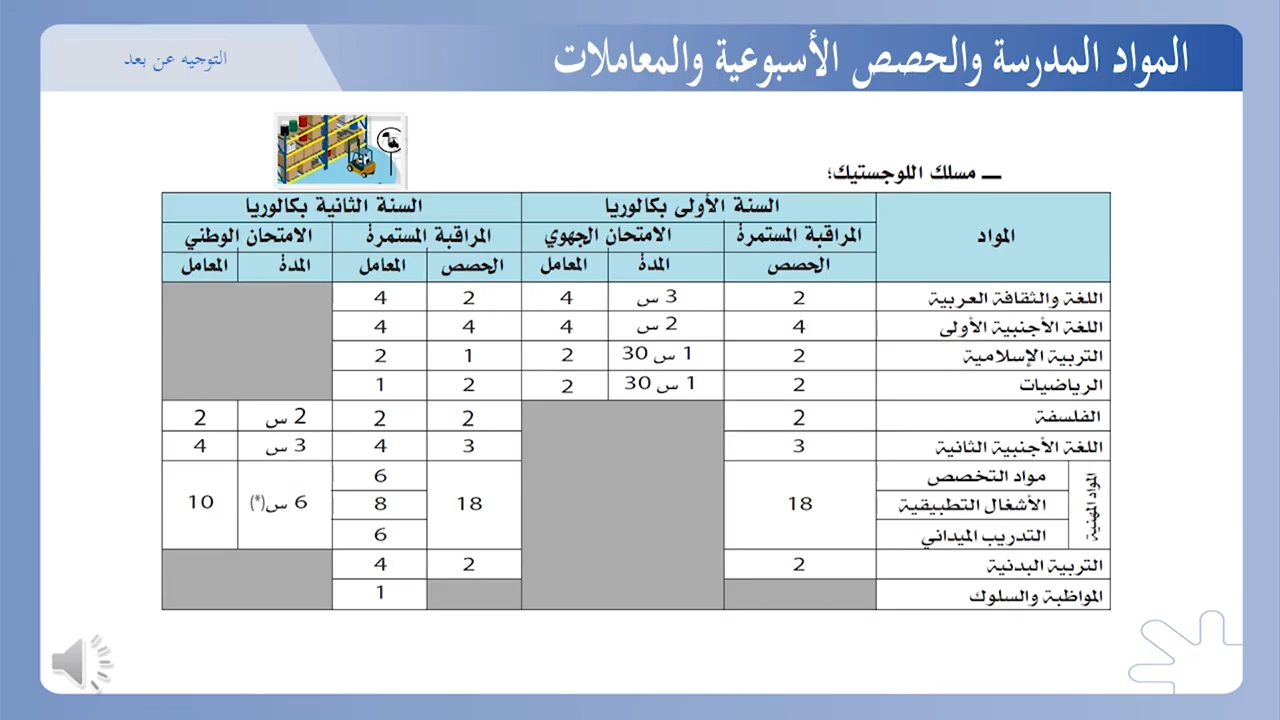 المواد المدرسة والحصص الأسبوعية والمعاملات
التوجيه عن بعد
ـــ مسلك اللوجستيك؛
المواد السنة الأولى بكالوريا السنة الثانية بكالوريا
المراقبة المستمرة الامتحان الجهوي المراقبة المستمرة الامتحان الوطني
الحصص المدة المعامل الحصص المعامل المدة المعامل
اللغة والثقافة العربية 2 3 س 4 2 4
اللغة الأجنبية الأولى 4 2 س 4 4 4
التربية الإسلامية 2 1 س 30 2 1 2
الرياضيات 2 1 س 30 2 2 1
الفلسفة 2 2 2 2 س 2
اللغة الأجنبية الثانية 3 3 4 3 س 4
المواد المهنية مواد التخصص 18 18 6 6 س(*) 10
الأشغال التطبيقية 8
التدريب الميداني 6
التربية البدنية 2 2 4
المواظبة والسلوك 1